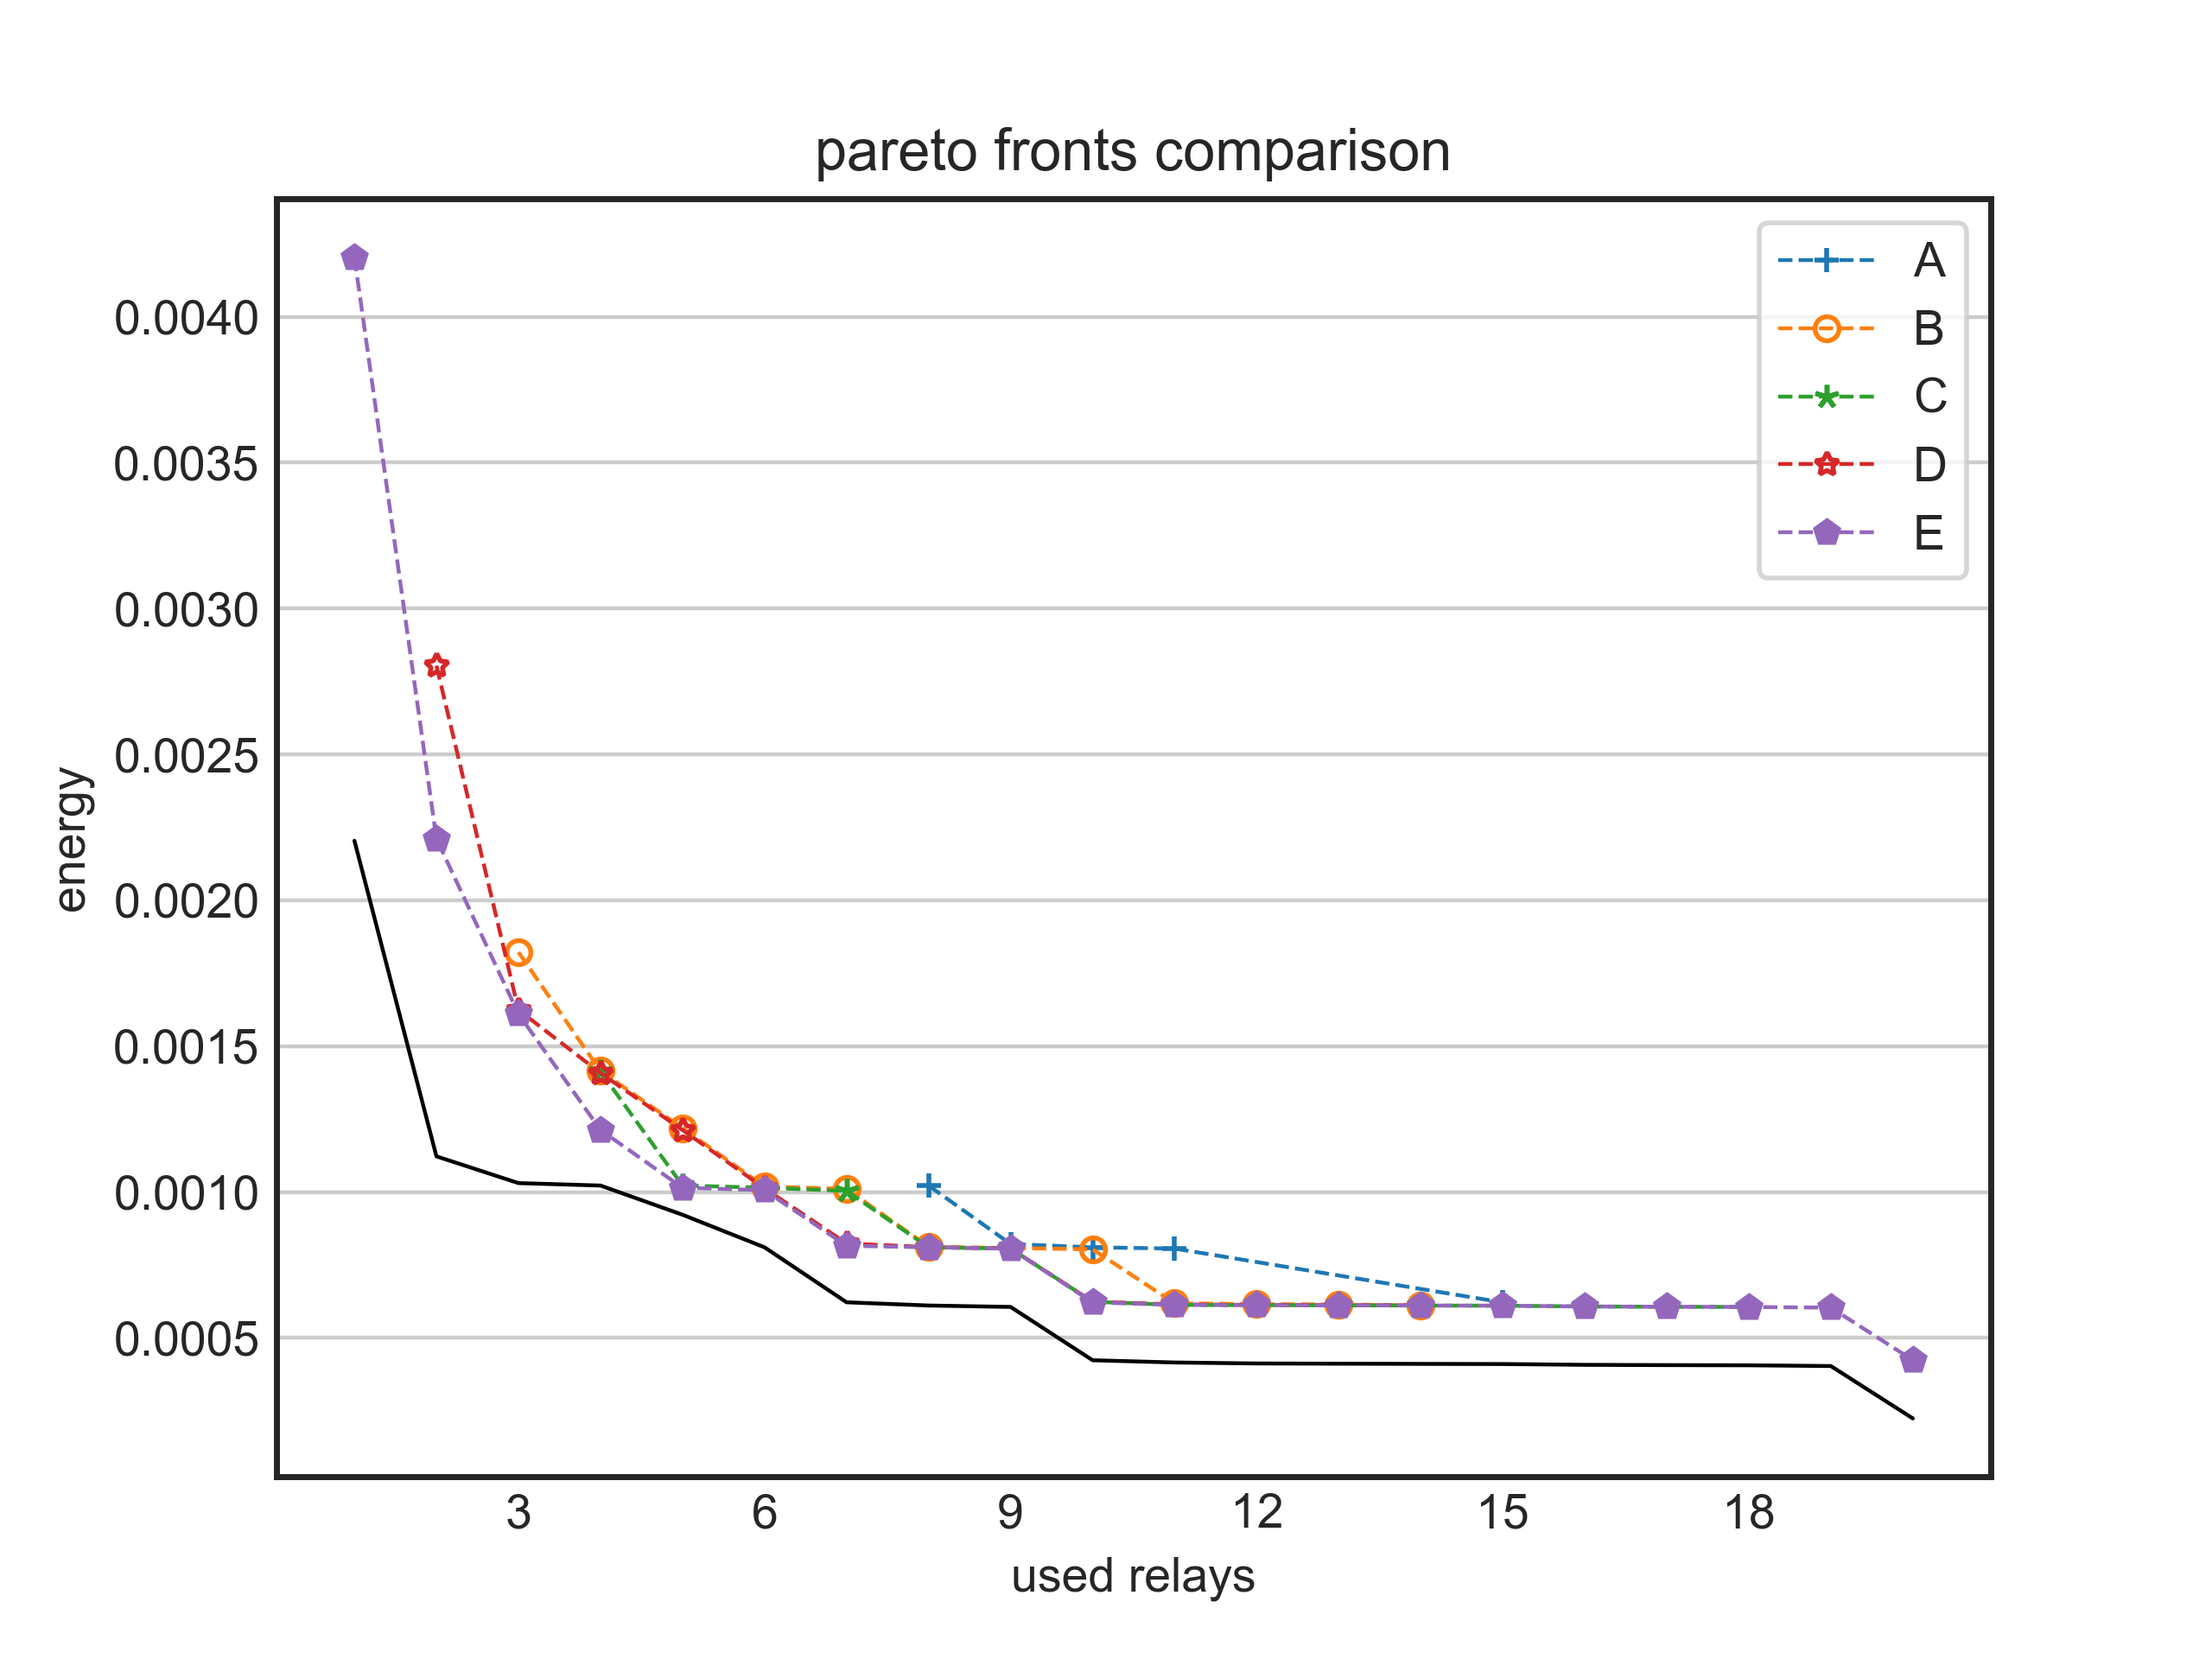 pareto fronts comparison
A
B
C
D
E
0.0040
0.0035
0.0030
0.0025
0.0020
0.0015
0.0010
0.0005
energy
3 6 9 12 15 18
used relays